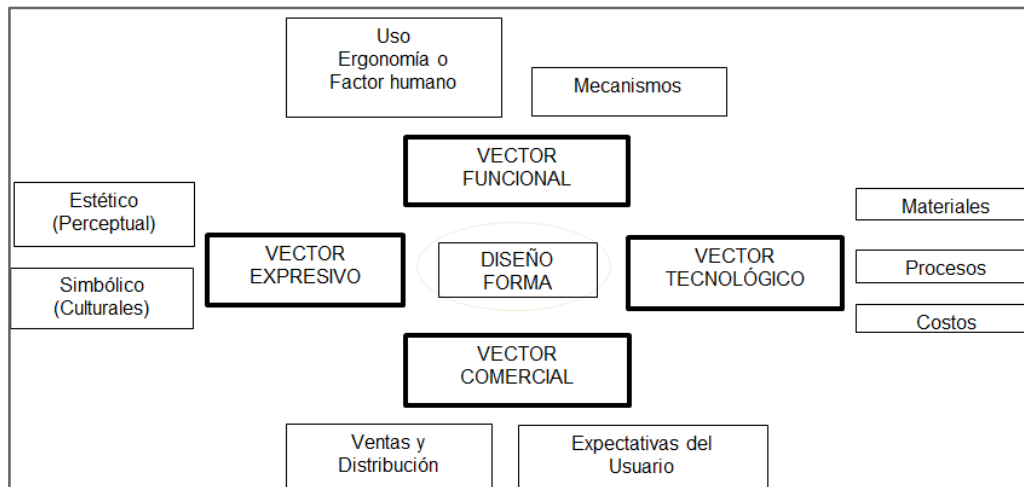 Uso
Ergonomía o
Factor humano
Mecanismos
VECTOR
FUNCIONAL
Estético
(Perceptual)
Materiales
VECTOR
EXPRESIVO
DISEÑO
FORMA
VECTOR
TECNOLÓGICO
Procesos
Simbólico
(Culturales)
Costos
VECTOR
COMERCIAL
Ventas y
Distribución
Expectativas del
Usuario